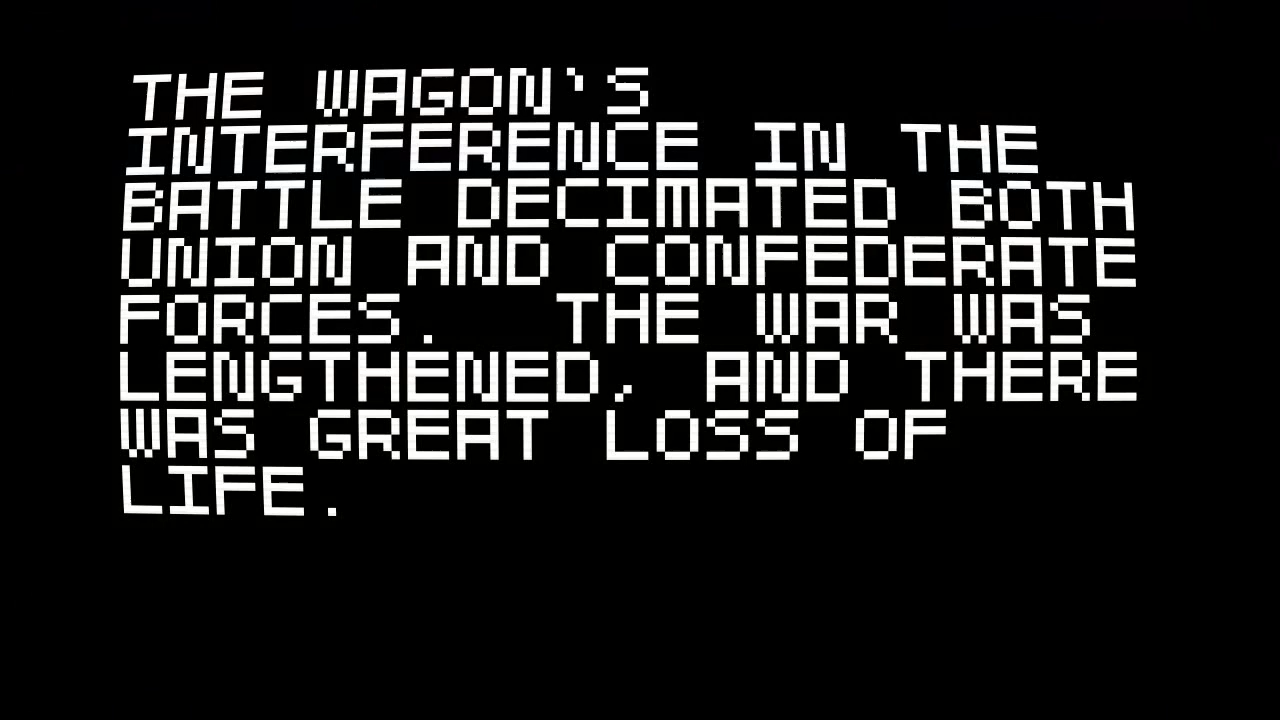 THE WAGON'S
INTERFERENCE IN THE
BATTLE DECIMATED BOTH
UNION AND CONFEDERATE
FORCES.  THE WAR WAS
LENGTHENED, AND THERE
WAS GREAT LOSS OF
LIFE.